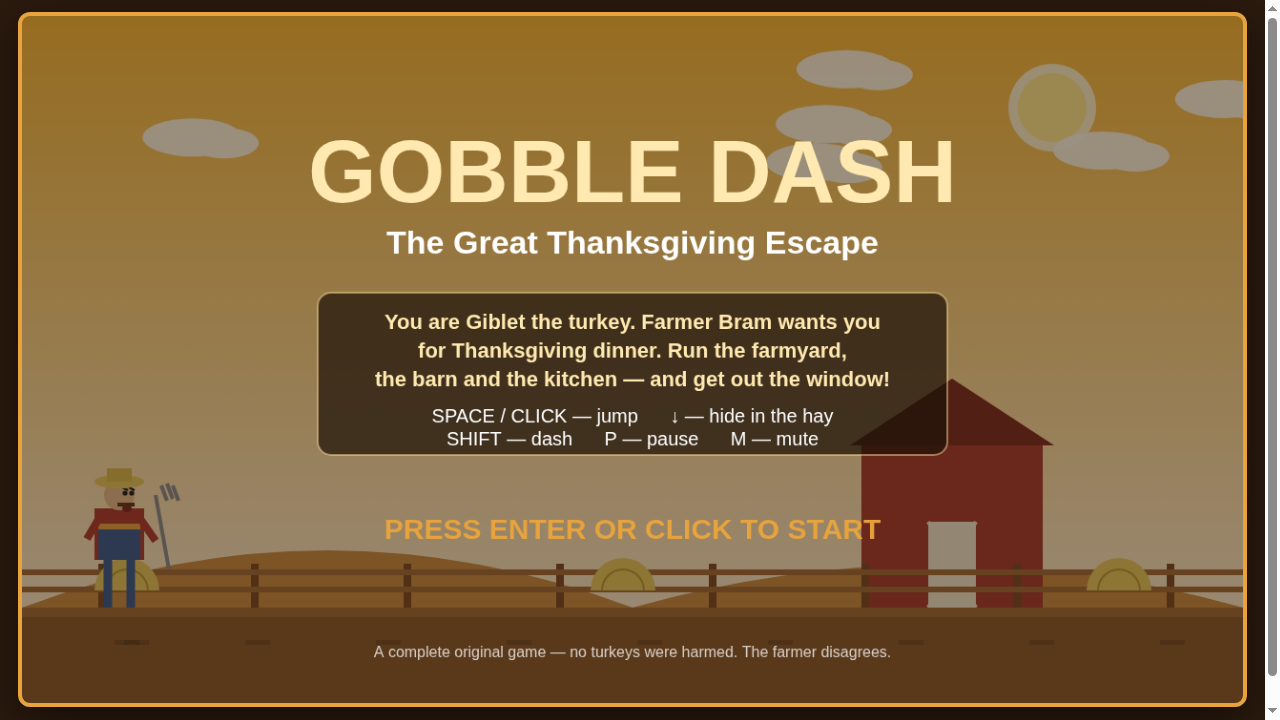 GOBBLE DASH
The Great Thanksgiving Escape
You are Giblet the turkey. Farmer Bram wants you
for Thanksgiving dinner. Run the farmyard,
the barn and the kitchen — and get out the window!
SPACE / CLICK — jump ↓ — hide in the hay
SHIFT — dash P — pause M — mute
PRESS ENTER OR CLICK TO START
A complete original game — no turkeys were harmed. The farmer disagrees.